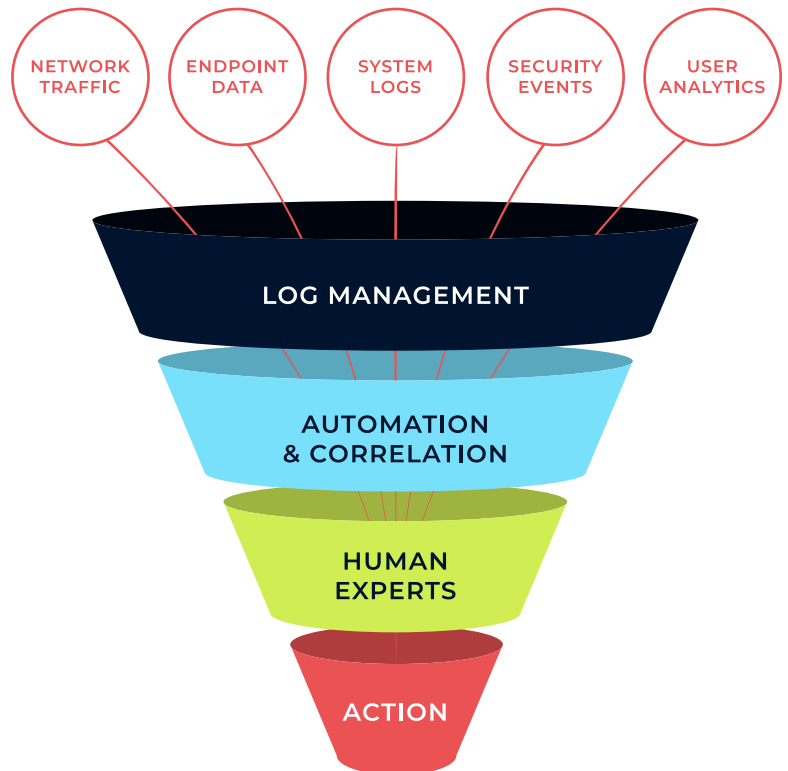 NETWORK
TRAFFIC
ENDPOINT
DATA
SYSTEM
LOGS
SECURITY
EVENTS
USER
ANALYTICS
LOG MANAGEMENT
AUTOMATION
& CORRELATION
HUMAN
EXPERTS
ACTION